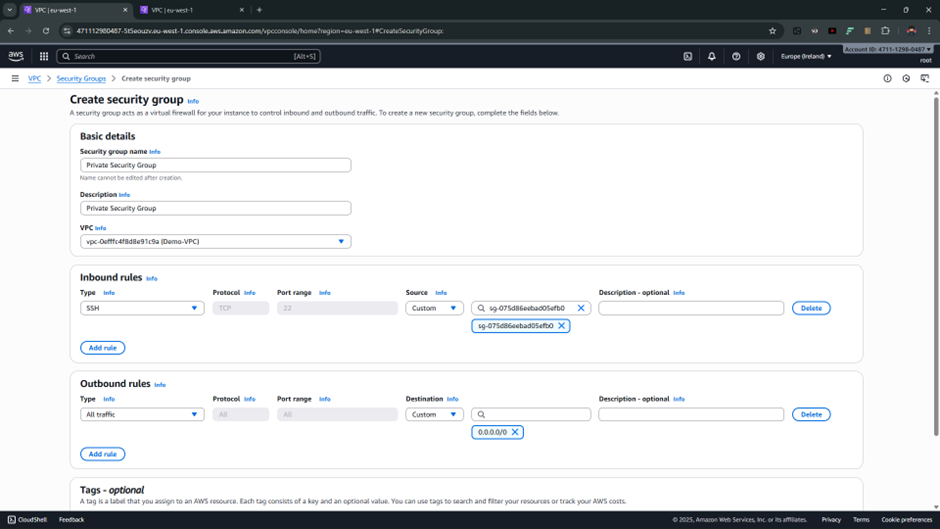 VPC | eu-west-1
VPC | eu-west-1
471112980487-5t5eouzv.eu-west-1.console.aws.amazon.com/vpcconsole/home?region=eu-west-1#CreateSecurityGroup:
aws
Search
[Alt+S]
Europe (Ireland)
Account ID: 4711-1298-0487
root
VPC > Security Groups > Create security group
Create security group Info
A security group acts as a virtual firewall for your instance to control inbound and outbound traffic. To create a new security group, complete the fields below.
Basic details
Security group name Info
Private Security Group
Name cannot be edited after creation.
Description Info
Private Security Group
VPC Info
vpc-0efffc4f8d8e91c9a (Demo-VPC)
Inbound rules Info
Type Info Protocol Info Port range Info Source Info Description - optional Info
SSH TCP 22 Custom sg-075d86eebad05efb0 Delete
sg-075d86eebad05efb0
Add rule
Outbound rules Info
Type Info Protocol Info Port range Info Destination Info Description - optional Info
All traffic All All Custom Delete
0.0.0.0/0
Add rule
Tags - optional
A tag is a label that you assign to an AWS resource. Each tag consists of a key and an optional value. You can use tags to search and filter your resources or track your AWS costs.
CloudShell Feedback © 2025, Amazon Web Services, Inc. or its affiliates. Privacy Terms Cookie preferences